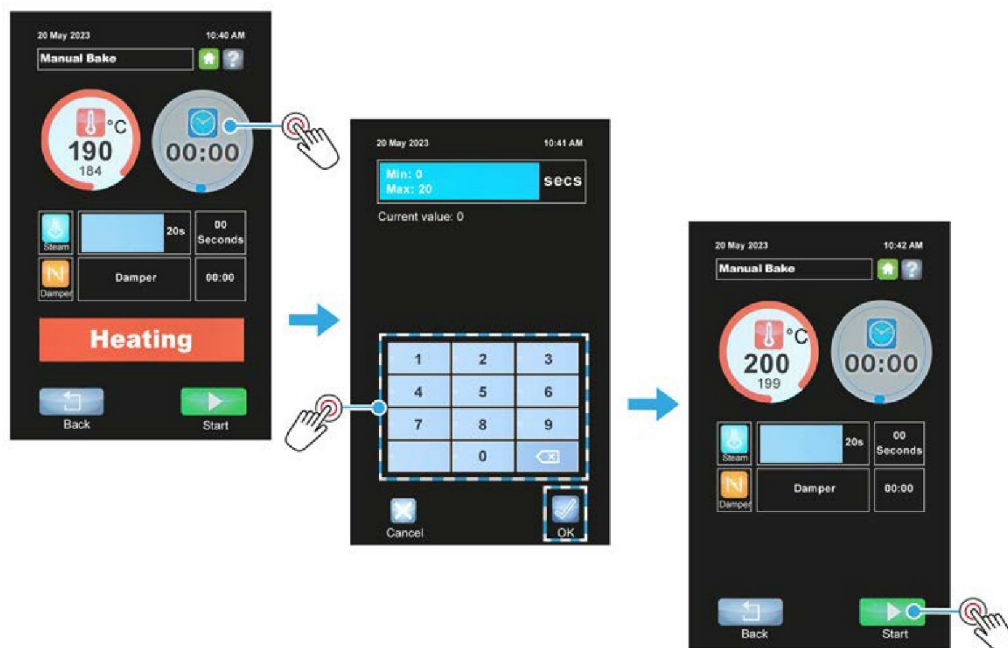 20 May 2023 10:40 AM
Manual Bake
°C
190
184
00:00
Steam
20s
00
Seconds
Damper
Damper
00:00
Heating
Back
Start
20 May 2023 10:41 AM
Min: 0
Max: 20
secs
Current value: 0
1 2 3
4 5 6
7 8 9
0
Cancel
OK
20 May 2023 10:42 AM
Manual Bake
°C
200
199
00:00
Steam
20s
00
Seconds
Damper
Damper
00:00
Back
Start